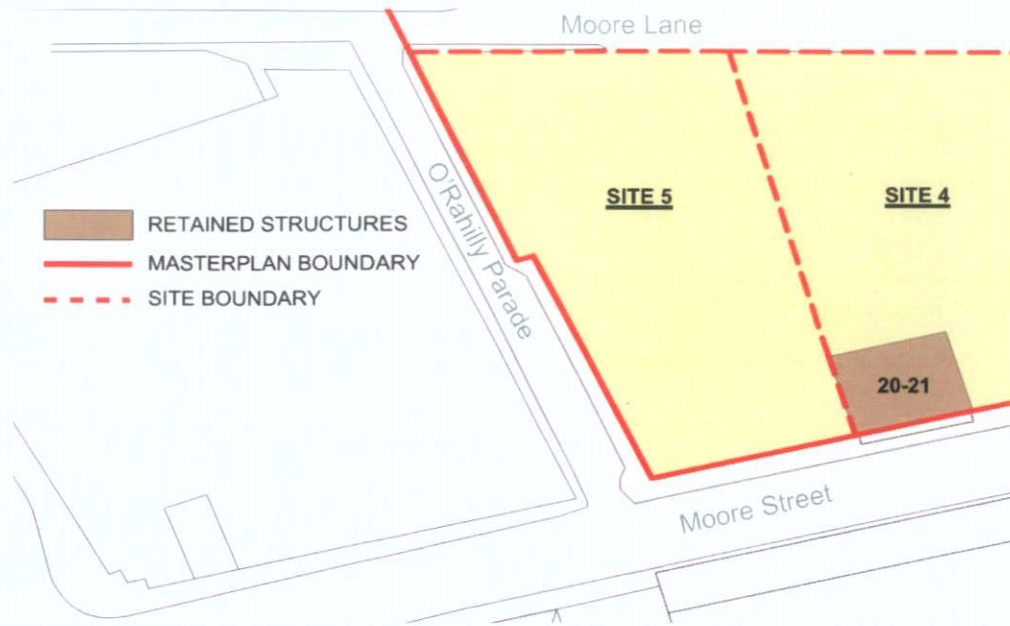 Moore Lane
SITE 5
SITE 4
O'Rahilly Parade
RETAINED STRUCTURES
MASTERPLAN BOUNDARY
SITE BOUNDARY
20-21
Moore Street